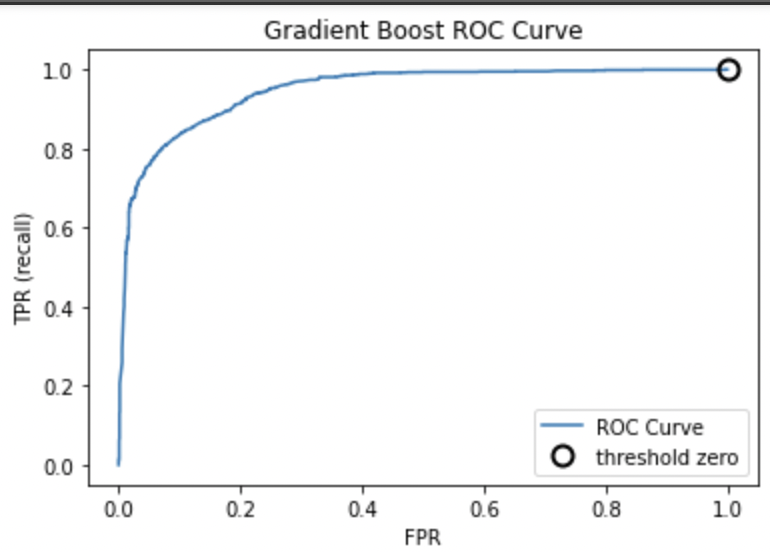 Gradient Boost ROC Curve
1.0
0.8
0.6
0.4
0.2
0.0
TPR (recall)
ROC Curve
threshold zero
0.0 0.2 0.4 0.6 0.8 1.0
FPR